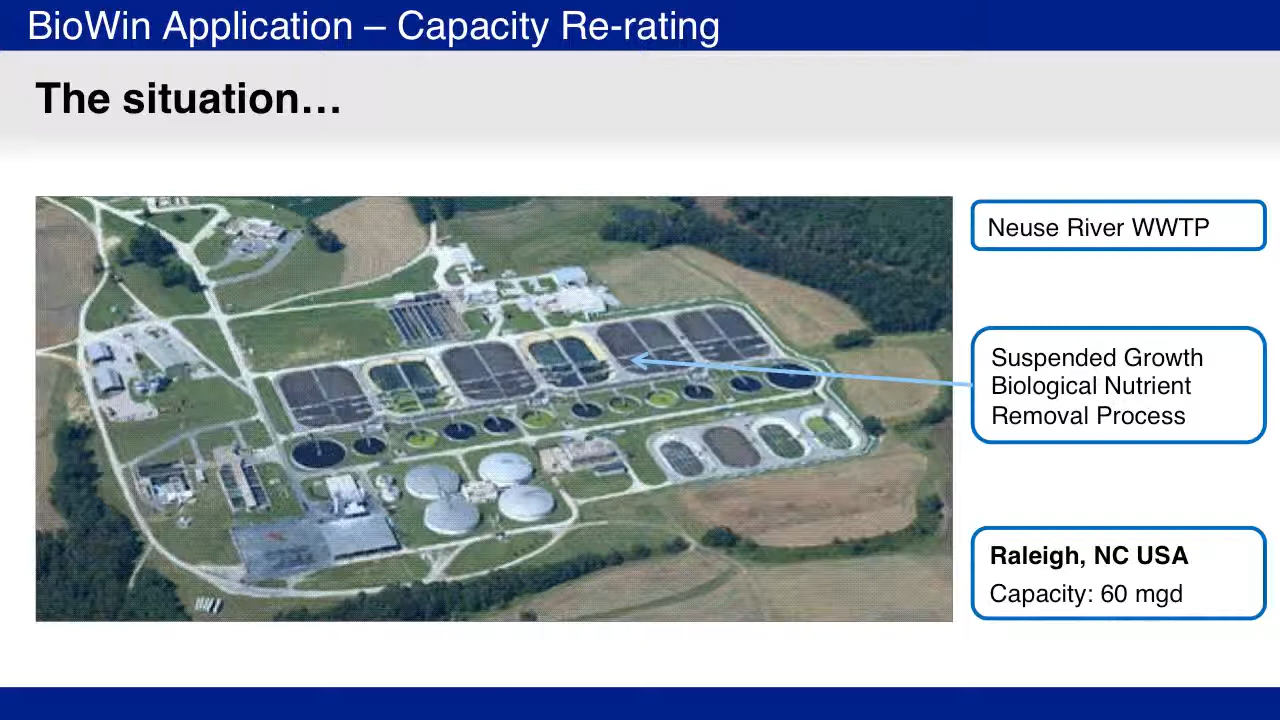 BioWin Application – Capacity Re-rating
The situation…
Neuse River WWTP
Suspended Growth
Biological Nutrient
Removal Process
Raleigh, NC USA
Capacity: 60 mgd